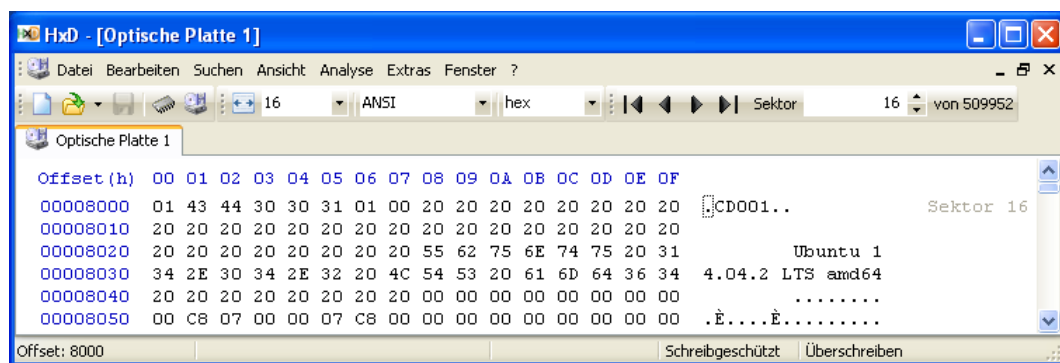 HxD - [Optische Platte 1]
Datei Bearbeiten Suchen Ansicht Analyse Extras Fenster ?
16 ANSI hex Sektor 16 von 509952
Optische Platte 1
Offset(h) 00 01 02 03 04 05 06 07 08 09 0A 0B 0C 0D 0E 0F
00008000 01 43 44 30 30 31 01 00 20 20 20 20 20 20 20 20 .CD001.. Sektor 16
00008010 20 20 20 20 20 20 20 20 20 20 20 20 20 20 20 20
00008020 20 20 20 20 20 20 20 20 55 62 75 6E 74 75 20 31 Ubuntu 1
00008030 34 2E 30 34 2E 32 20 4C 54 53 20 61 6D 64 36 34 4.04.2 LTS amd64
00008040 20 20 20 20 20 20 20 20 00 00 00 00 00 00 00 00 ........
00008050 00 C8 07 00 00 07 C8 00 00 00 00 00 00 00 00 00 .È....È.........
Offset: 8000 Schreibgeschützt Überschreiben